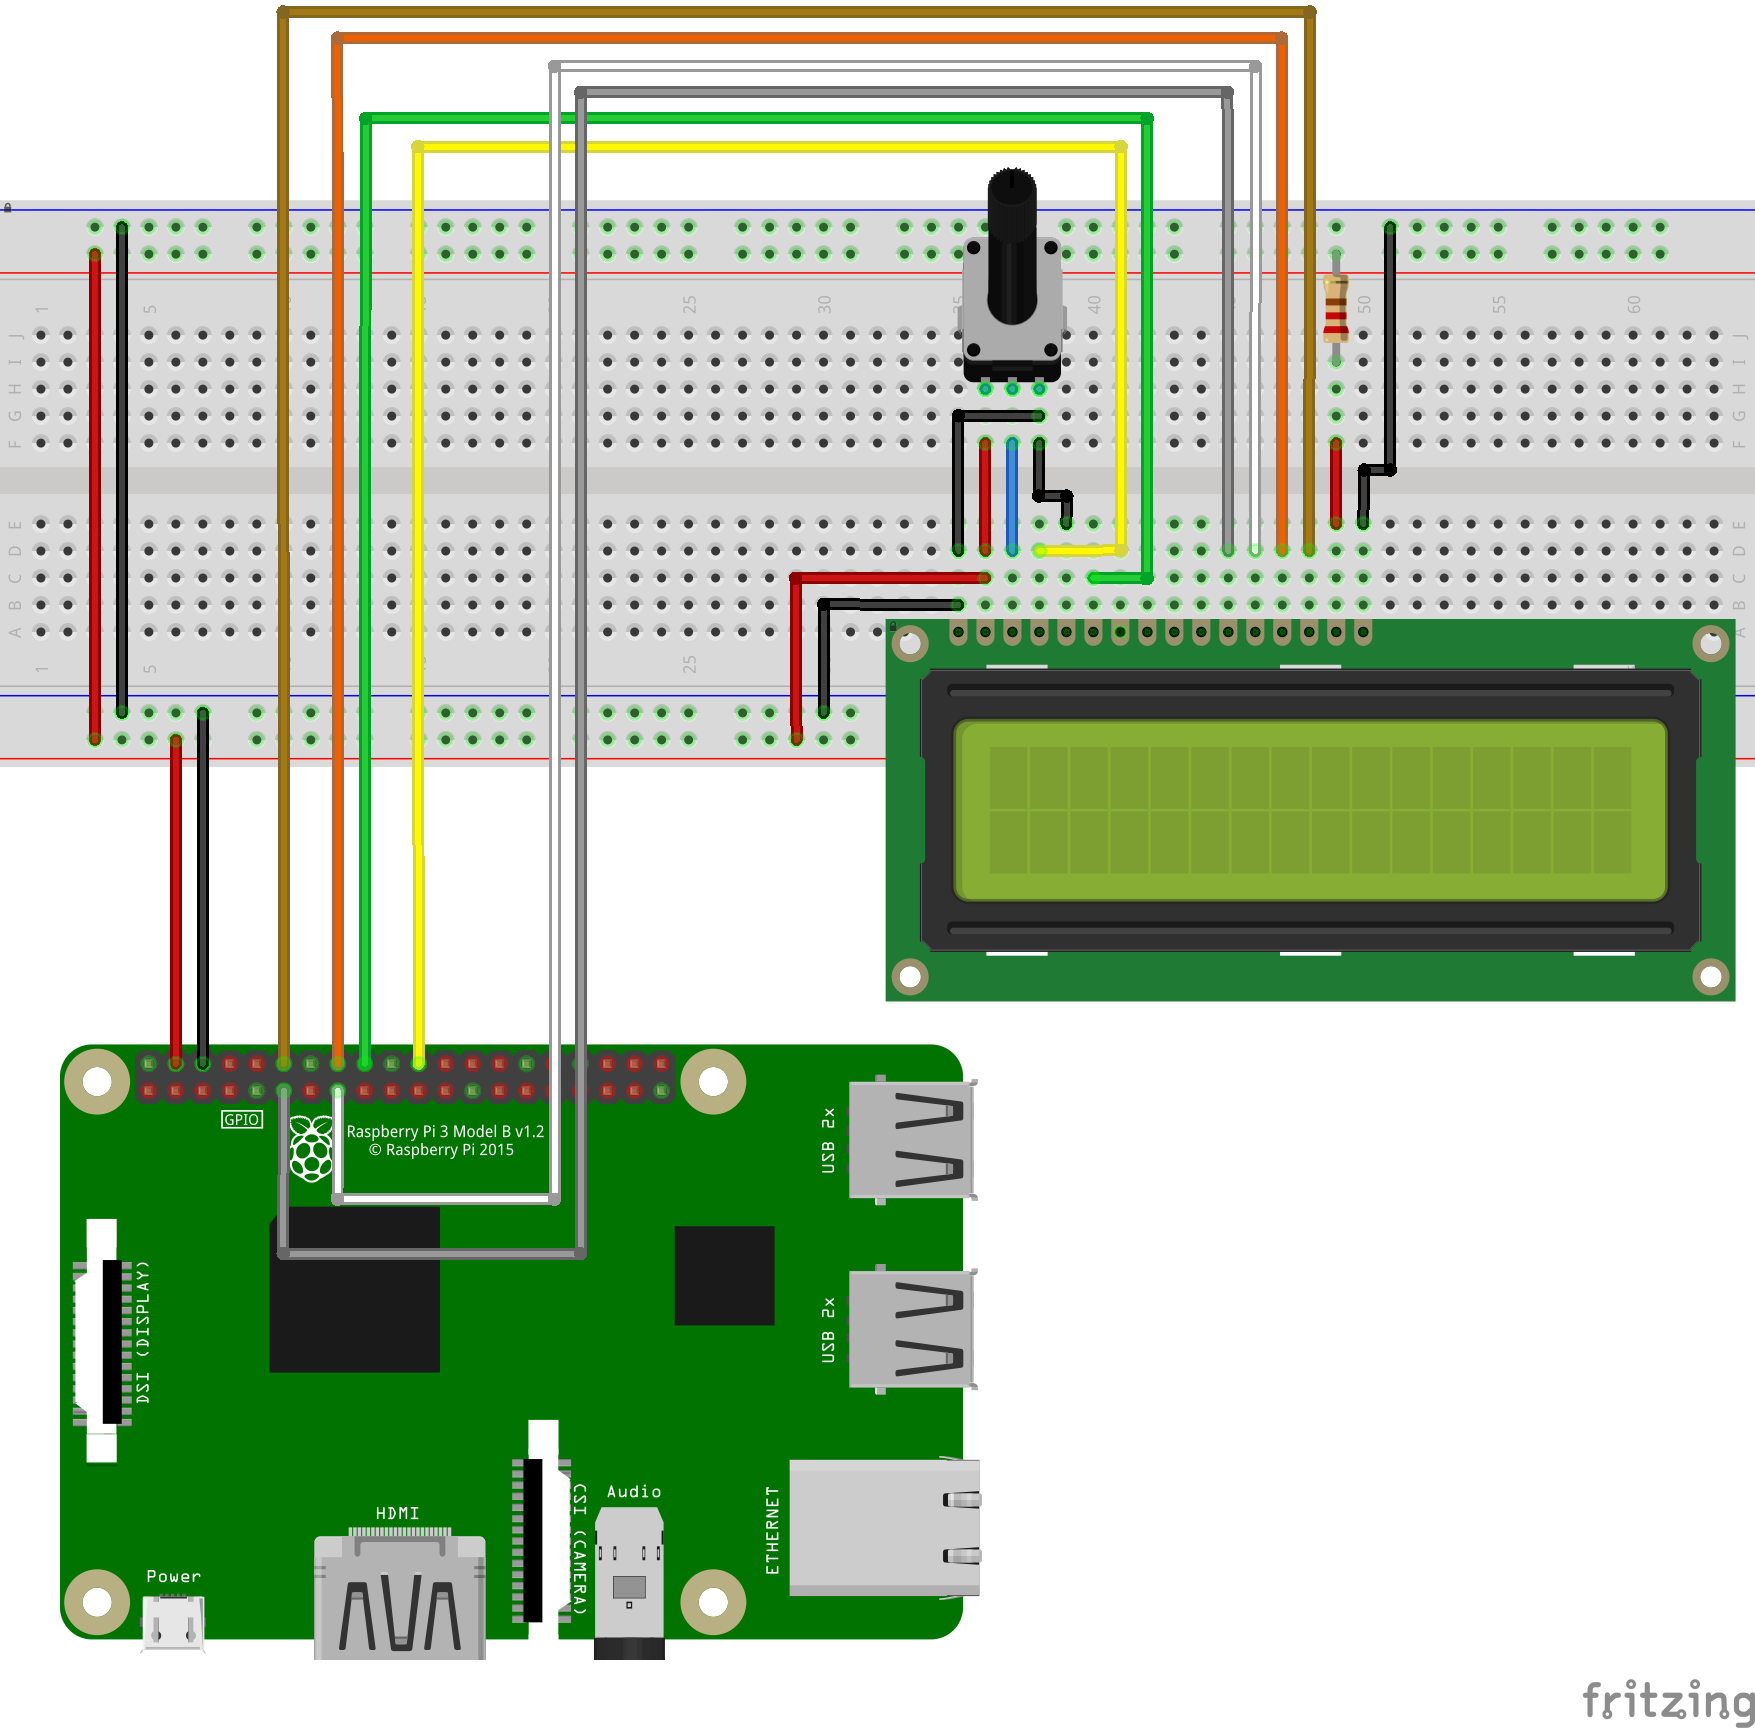 1
5
25
30
35
40
50
55
60
J
I
H
G
F
E
D
C
B
A
J
I
H
G
F
E
D
C
B
A
1
5
25
GPIO
Raspberry Pi 3 Model B v1.2
© Raspberry Pi 2015
USB 2x
USB 2x
DSI (DISPLAY)
CSI (CAMERA)
Audio
ETHERNET
HDMI
Power
fritzing